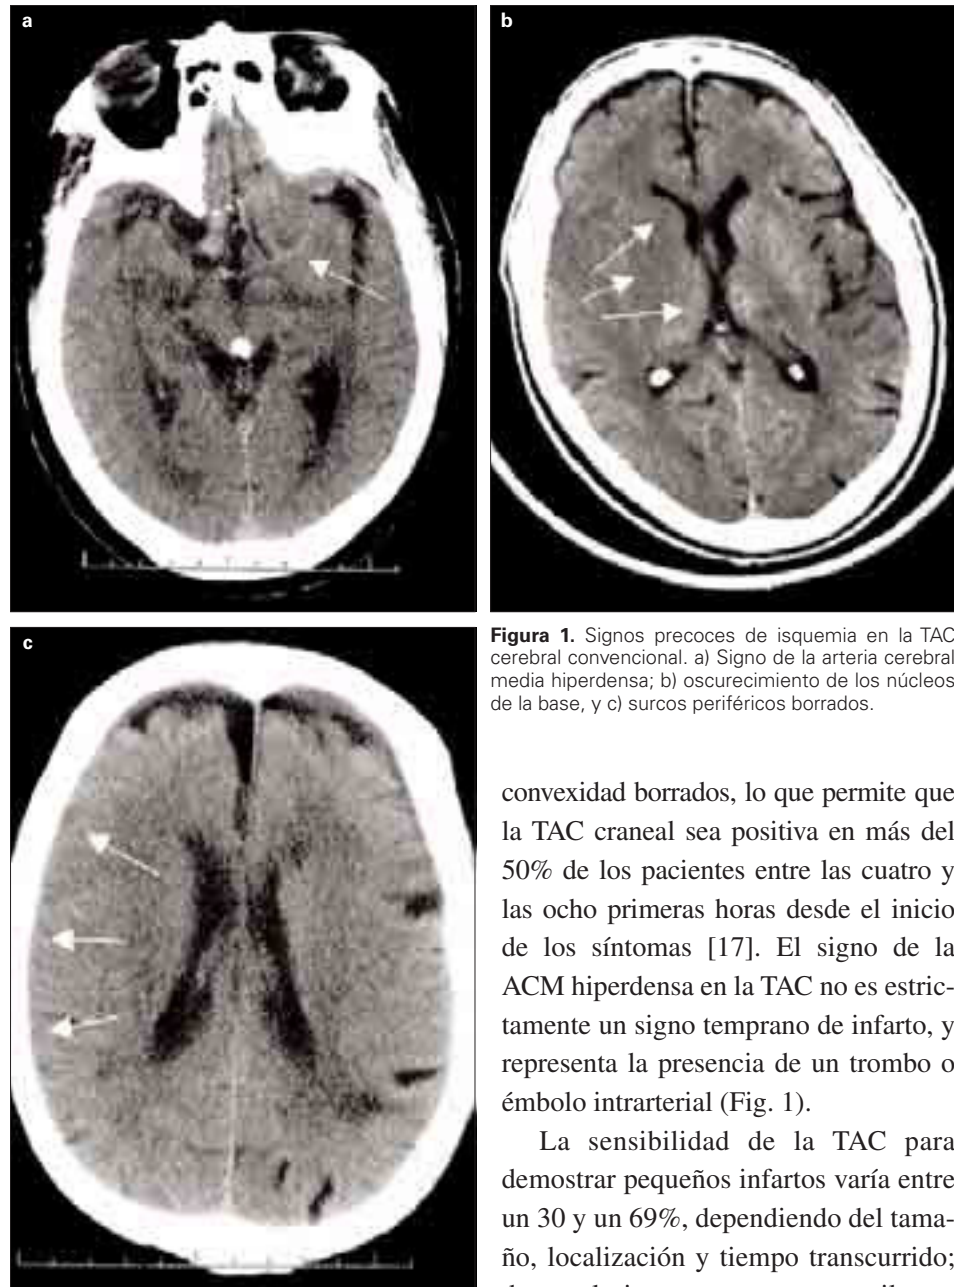 a
b
c
Figura 1. Signos precoces de isquemia en la TAC
cerebral convencional. a) Signo de la arteria cerebral
media hiperdensa; b) oscurecimiento de los núcleos
de la base, y c) surcos periféricos borrados.
convexidad borrados, lo que permite que
la TAC craneal sea positiva en más del
50% de los pacientes entre las cuatro y
las ocho primeras horas desde el inicio
de los síntomas [17]. El signo de la
ACM hiperdensa en la TAC no es estric-
tamente un signo temprano de infarto, y
representa la presencia de un trombo o
émbolo intrarterial (Fig. 1).
La sensibilidad de la TAC para
demostrar pequeños infartos varía entre
un 30 y un 69%, dependiendo del tama-
ño, localización y tiempo transcurrido;